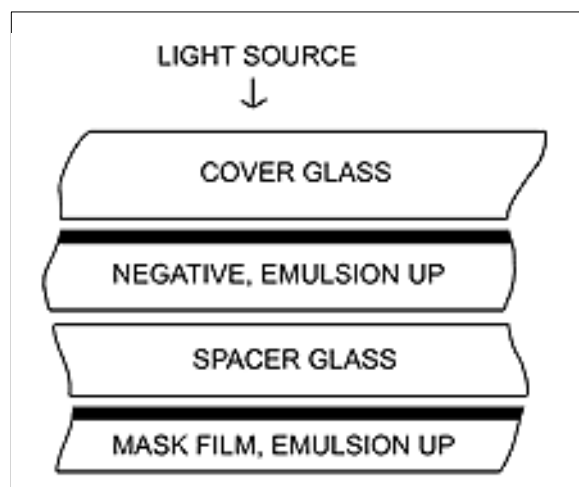 LIGHT SOURCE
COVER GLASS
NEGATIVE, EMULSION UP
SPACER GLASS
MASK FILM, EMULSION UP